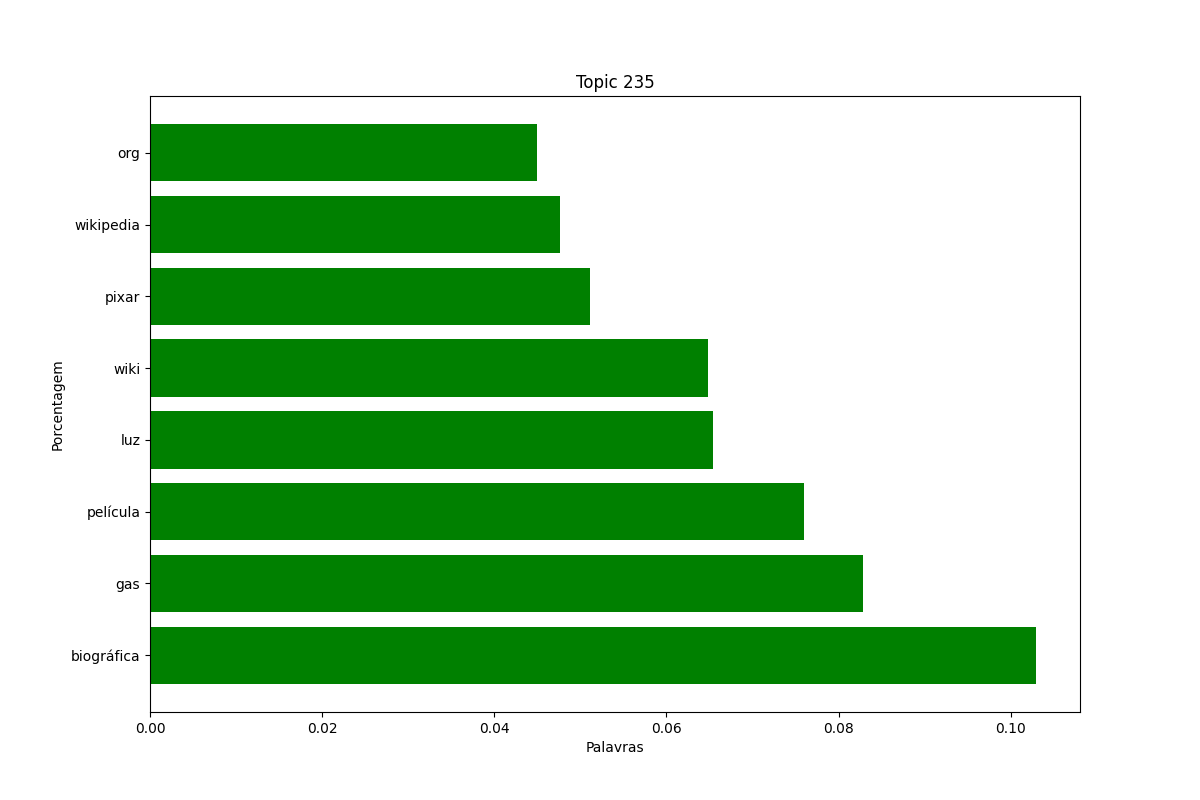 Topic 235
org
wikipedia
pixar
wiki
luz
película
gas
biográfica
Porcentagem
0.00 0.02 0.04 0.06 0.08 0.10
Palavras